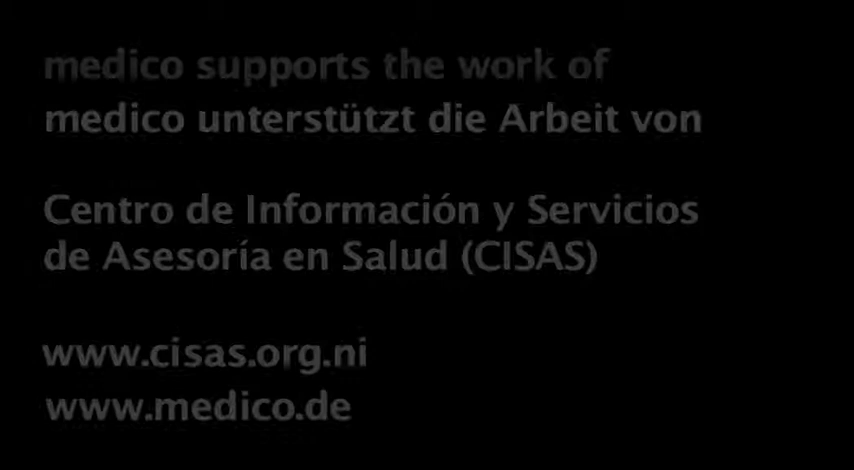 medico supports the work of
medico unterstützt die Arbeit von
Centro de Información y Servicios
de Asesoría en Salud (CISAS)
www.cisas.org.ni
www.medico.de